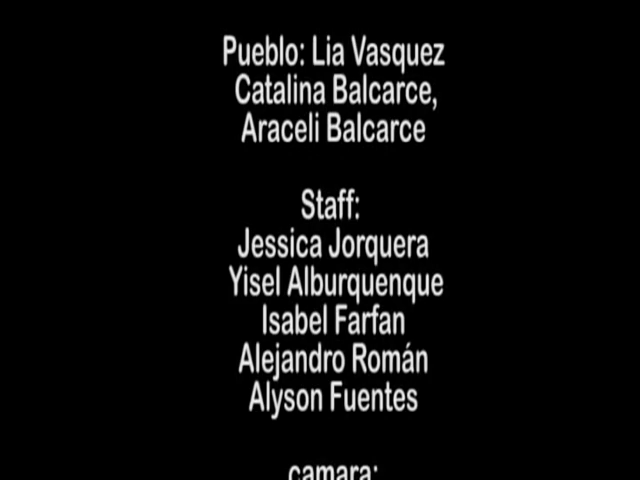 Pueblo: Lia Vasquez
Catalina Balcarce,
Araceli Balcarce
Staff:
Jessica Jorquera
Yisel Alburquenque
Isabel Farfan
Alejandro Román
Alyson Fuentes
camara: